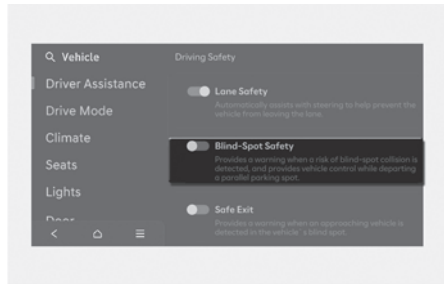 Vehicle
Driver Assistance
Drive Mode
Climate
Seats
Lights
Door
Driving Safety
Lane Safety
Automatically assists with steering to help prevent the
vehicle from leaving the lane.
Blind-Spot Safety
Provides a warning when a risk of blind-spot collision is
detected, and provides vehicle control while departing
a parallel parking spot.
Safe Exit
Provides a warning when an approaching vehicle is
detected in the vehicle's blind spot.